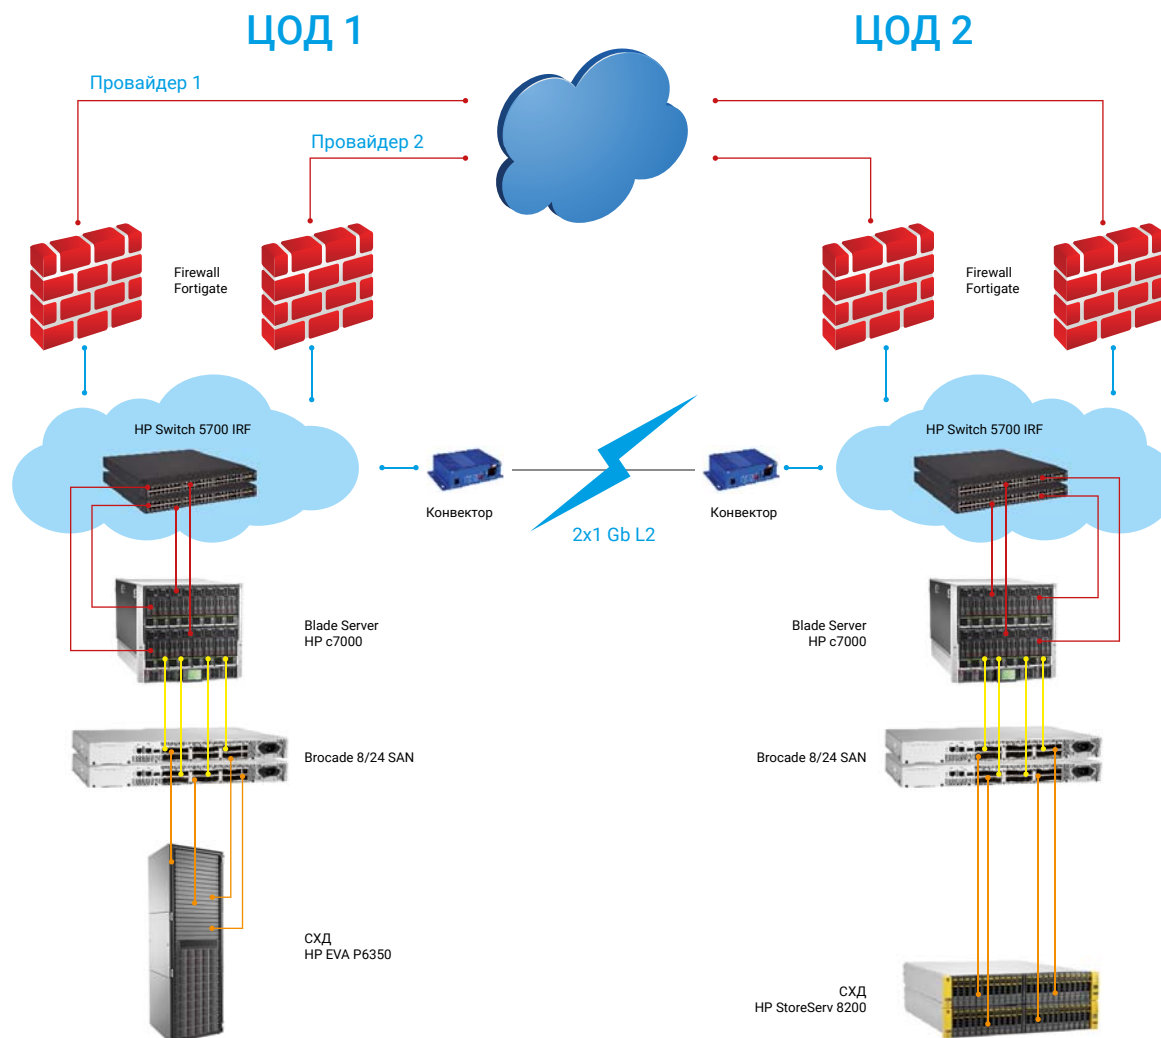 ЦОД 1
ЦОД 2
Провайдер 1
Провайдер 2
Firewall
Fortigate
Firewall
Fortigate
HP Switch 5700 IRF
HP Switch 5700 IRF
Конвектор
Конвектор
2x1 Gb L2
Blade Server
HP c7000
Blade Server
HP c7000
Brocade 8/24 SAN
Brocade 8/24 SAN
СХД
HP EVA P6350
СХД
HP StoreServ 8200